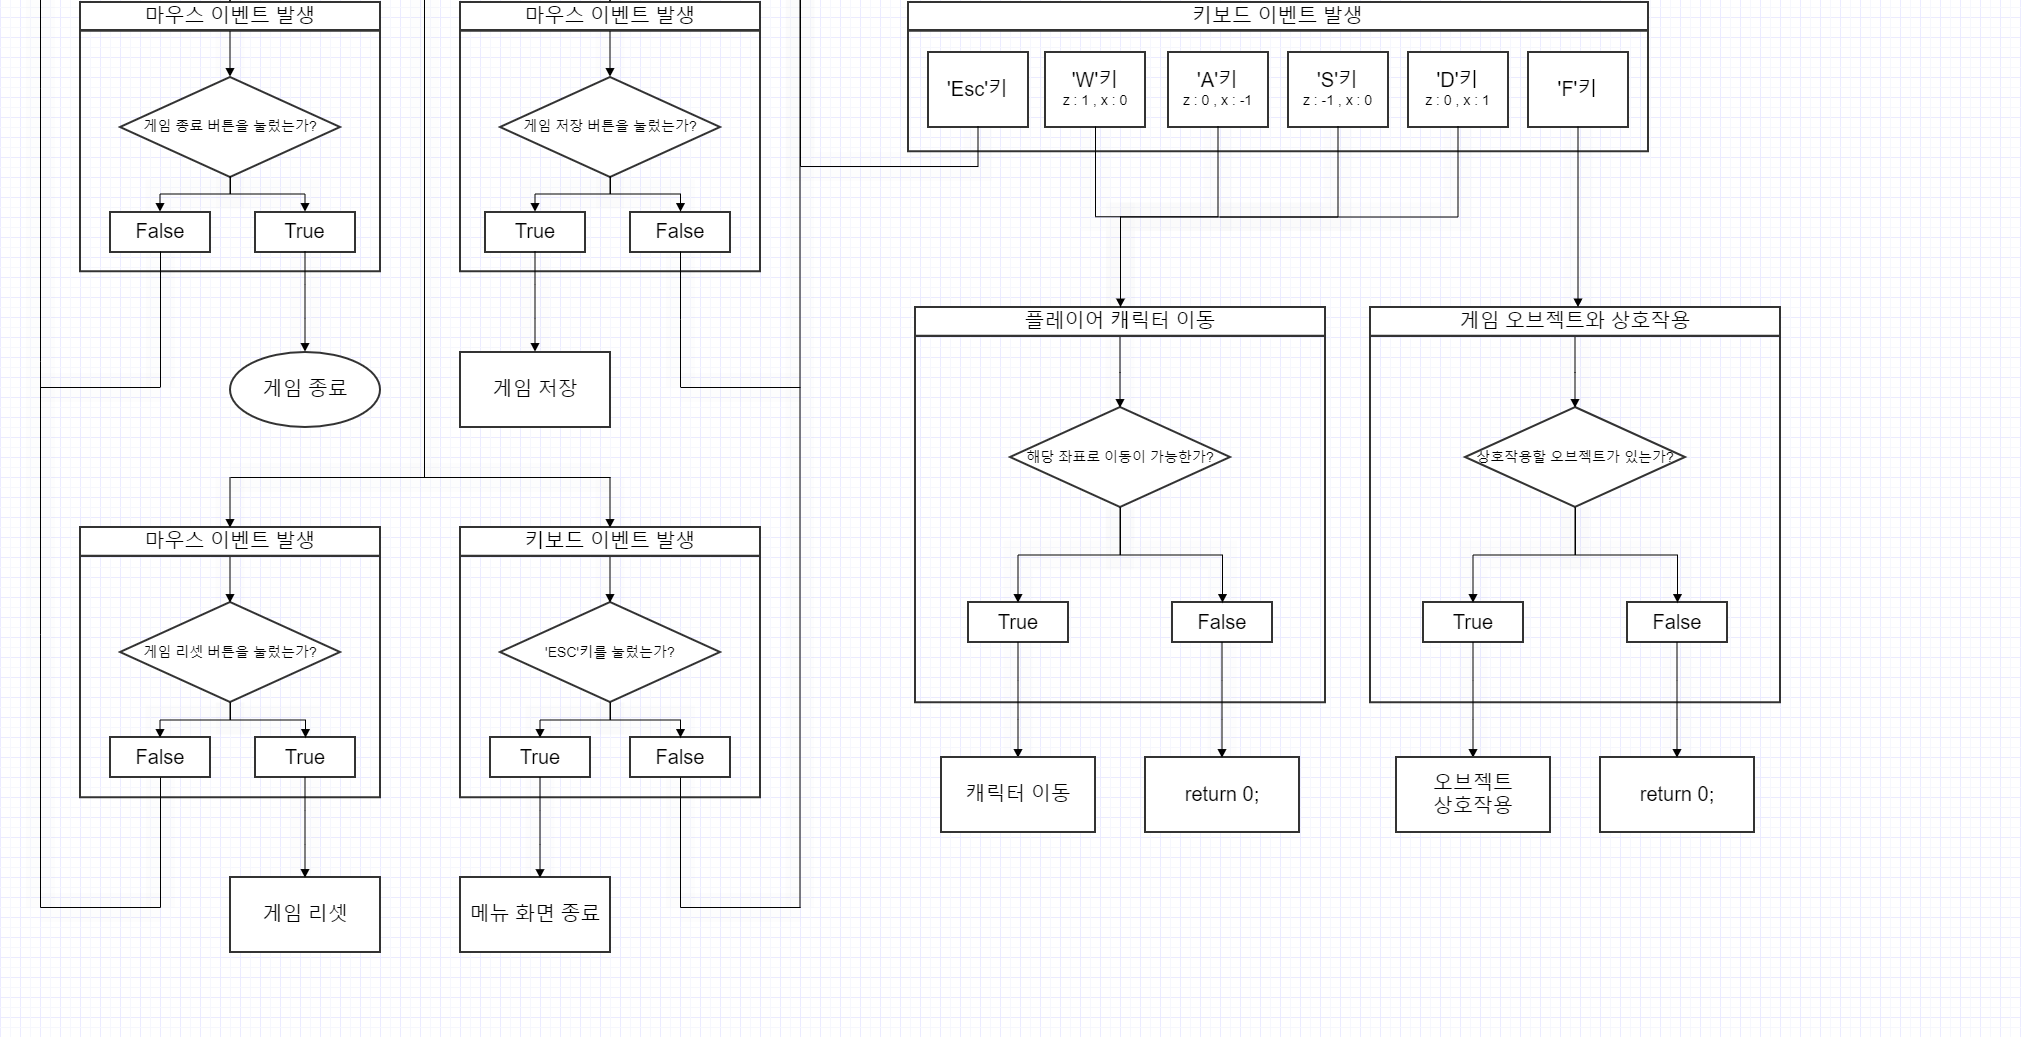 마우스 이벤트 발생
게임 종료 버튼을 눌렀는가?
False
True
게임 종료
마우스 이벤트 발생
게임 저장 버튼을 눌렀는가?
True
False
게임 저장
마우스 이벤트 발생
게임 리셋 버튼을 눌렀는가?
False
True
게임 리셋
키보드 이벤트 발생
'ESC'키를 눌렀는가?
True
False
메뉴 화면 종료
키보드 이벤트 발생
'Esc'키
'W'키
z : 1 , x : 0
'A'키
z : 0 , x : -1
'S'키
z : -1 , x : 0
'D'키
z : 0 , x : 1
'F'키
플레이어 캐릭터 이동
해당 좌표로 이동이 가능한가?
True
False
캐릭터 이동
return 0;
게임 오브젝트와 상호작용
상호작용할 오브젝트가 있는가?
True
False
오브젝트
상호작용
return 0;